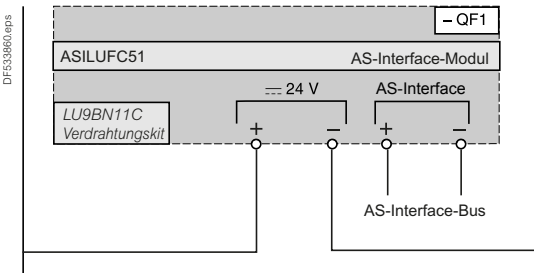 DF533860.eps
– QF1
ASILUFC51 AS-Interface-Modul
⎓ 24 V AS-Interface
LU9BN11C
Verdrahtungskit
+ – + –
AS-Interface-Bus